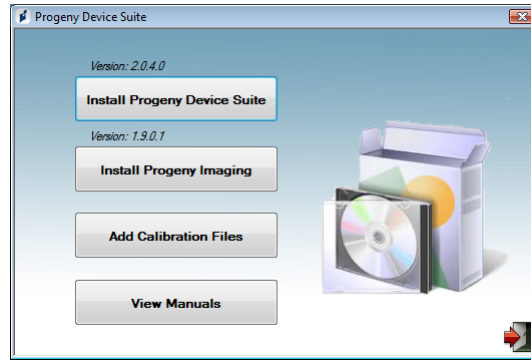 Progeny Device Suite
Version: 2.0.4.0
Install Progeny Device Suite
Version: 1.9.0.1
Install Progeny Imaging
Add Calibration Files
View Manuals